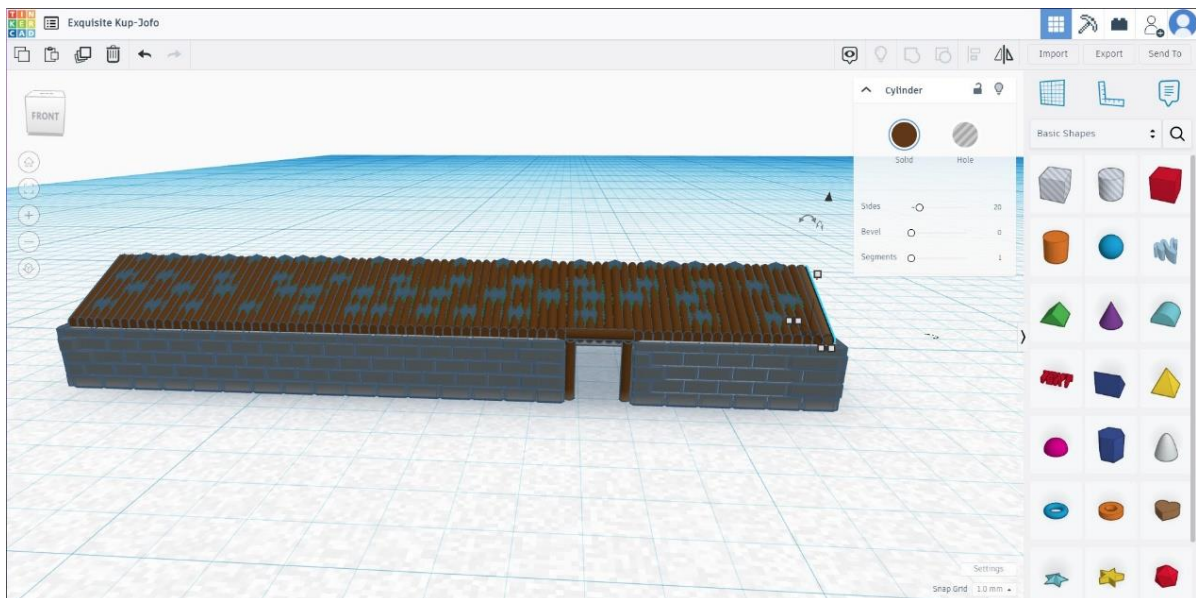 TIN
KER
CAD
Exquisite Kup-Jofo
Import
Export
Send To
FRONT
Cylinder
Solid
Hole
Sides
20
Bevel
0
Segments
1
Basic Shapes
Settings
Snap Grid
1.0 mm